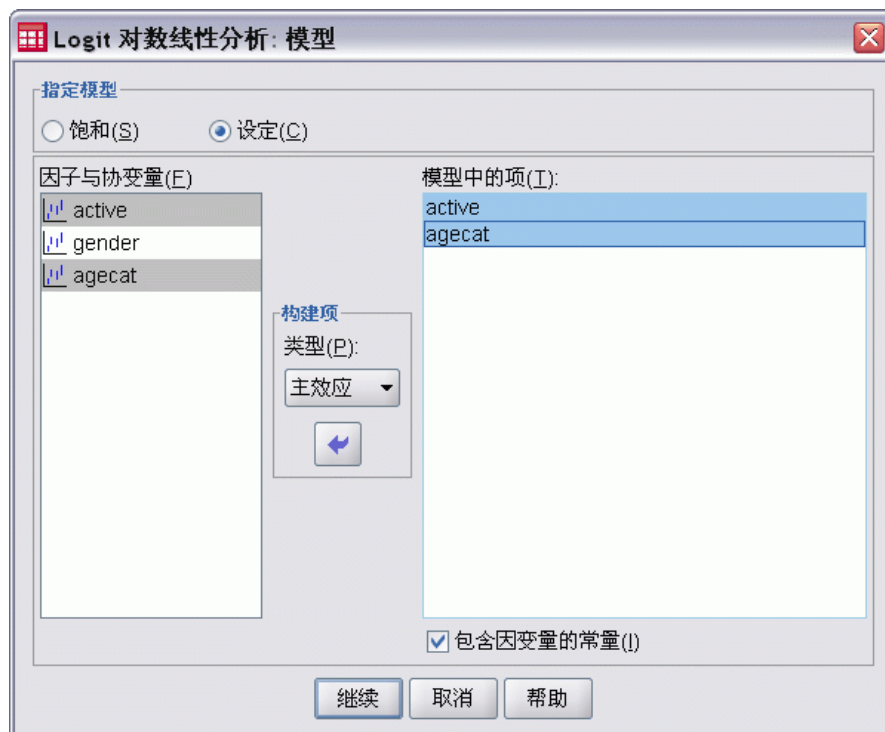 Logit 对数线性分析: 模型
指定模型
饱和(S)
设定(C)
因子与协变量(F)
active
gender
agecat
构建项
类型(P):
主效应
模型中的项(T):
active
agecat
包含因变量的常量(I)
继续
取消
帮助